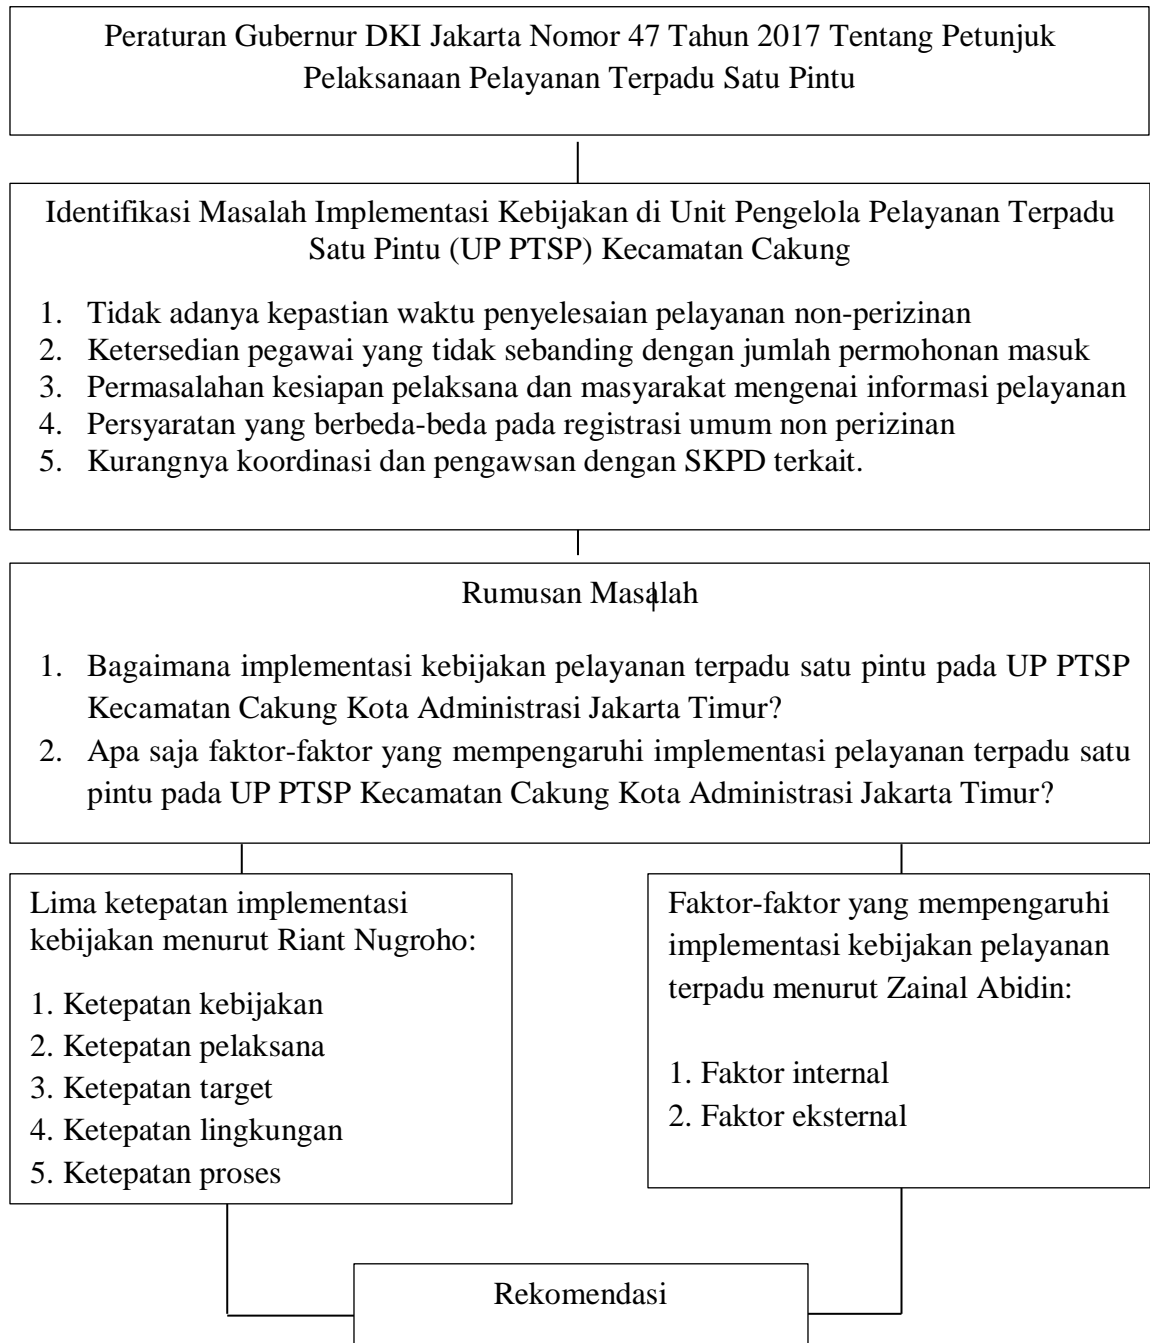 Peraturan Gubernur DKI Jakarta Nomor 47 Tahun 2017 Tentang Petunjuk
Pelaksanaan Pelayanan Terpadu Satu Pintu
Identifikasi Masalah Implementasi Kebijakan di Unit Pengelola Pelayanan Terpadu
Satu Pintu (UP PTSP) Kecamatan Cakung
1. Tidak adanya kepastian waktu penyelesaian pelayanan non-perizinan
2. Ketersedian pegawai yang tidak sebanding dengan jumlah permohonan masuk
3. Permasalahan kesiapan pelaksana dan masyarakat mengenai informasi pelayanan
4. Persyaratan yang berbeda-beda pada registrasi umum non perizinan
5. Kurangnya koordinasi dan pengawsan dengan SKPD terkait.
Rumusan Masalah
1. Bagaimana implementasi kebijakan pelayanan terpadu satu pintu pada UP PTSP
Kecamatan Cakung Kota Administrasi Jakarta Timur?
2. Apa saja faktor-faktor yang mempengaruhi implementasi pelayanan terpadu satu
pintu pada UP PTSP Kecamatan Cakung Kota Administrasi Jakarta Timur?
Lima ketepatan implementasi
kebijakan menurut Riant Nugroho:
1. Ketepatan kebijakan
2. Ketepatan pelaksana
3. Ketepatan target
4. Ketepatan lingkungan
5. Ketepatan proses
Faktor-faktor yang mempengaruhi
implementasi kebijakan pelayanan
terpadu menurut Zainal Abidin:
1. Faktor internal
2. Faktor eksternal
Rekomendasi